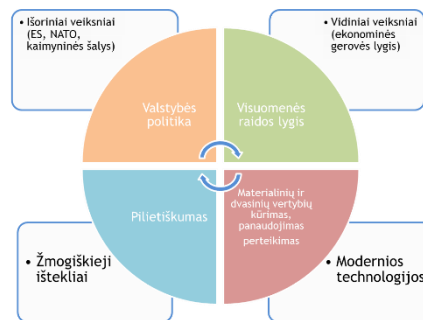 • Išoriniai veiksniai
(ES, NATO,
kaimyninės šalys)
• Vidiniai veiksniai
(ekonominės
gerovės lygis)
Valstybės
politika
Visuomenės
raidos lygis
Pilietiškumas
Materialinių ir
dvasinių vertybių
kūrimas,
panaudojimas
perteikimas
• Žmogiškieji
ištekliai
• Modernios
technologijos